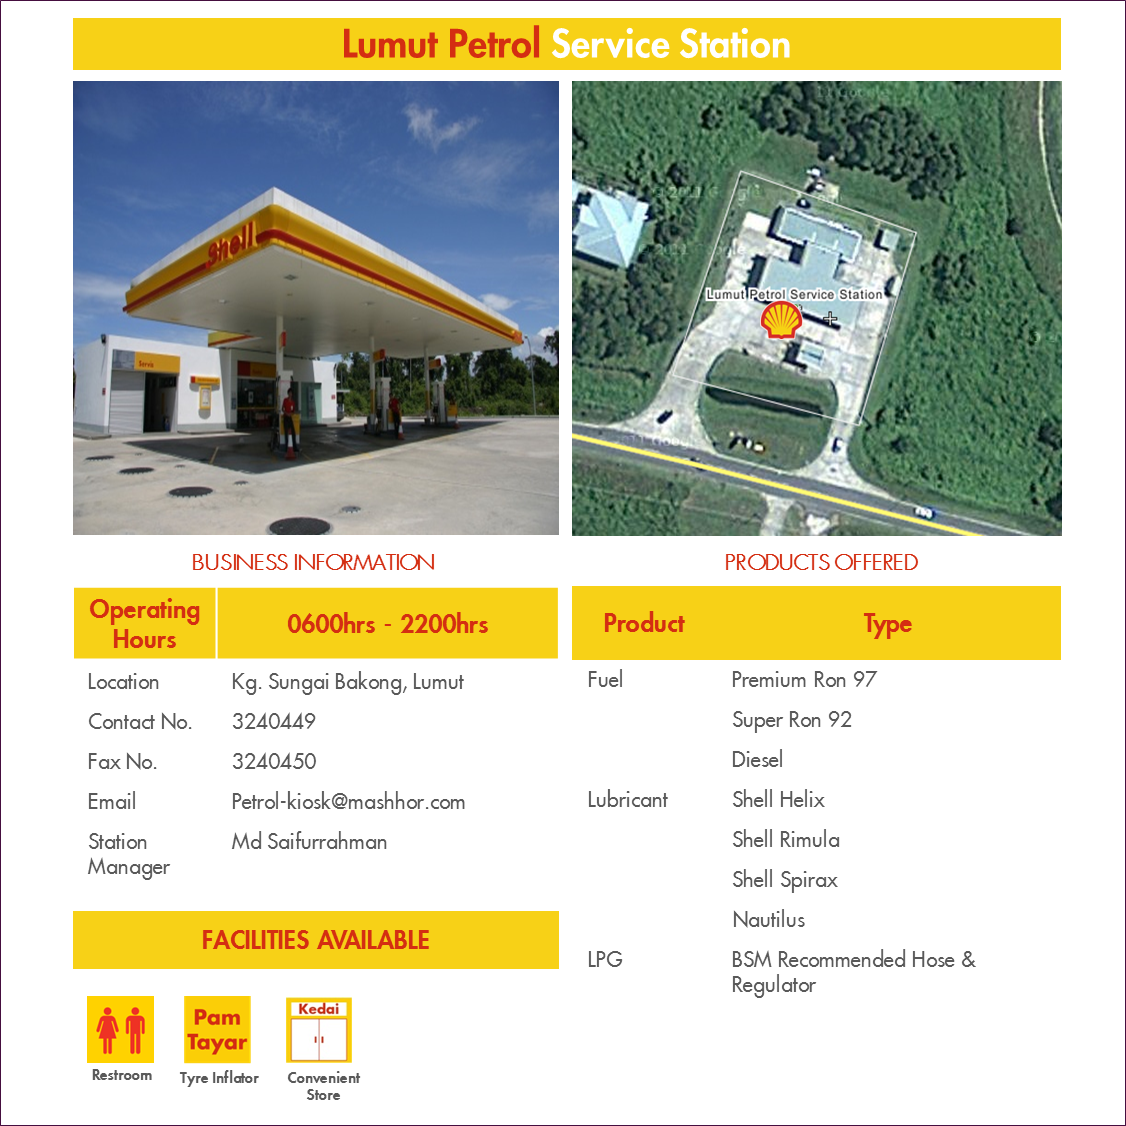 Lumut Petrol Service Station
Shell
Servis
Lumut Petrol Service Station
BUSINESS INFORMATION
Operating
Hours
0600hrs - 2200hrs
Location
Kg. Sungai Bakong, Lumut
Contact No.
3240449
Fax No.
3240450
Email
Petrol-kiosk@mashhor.com
Station
Manager
Md Saifurrahman
FACILITIES AVAILABLE
Restroom
Pam
Tayar
Tyre Inflator
Kedai
Convenient
Store
PRODUCTS OFFERED
Product
Type
Fuel
Premium Ron 97
Super Ron 92
Diesel
Lubricant
Shell Helix
Shell Rimula
Shell Spirax
Nautilus
LPG
BSM Recommended Hose &
Regulator